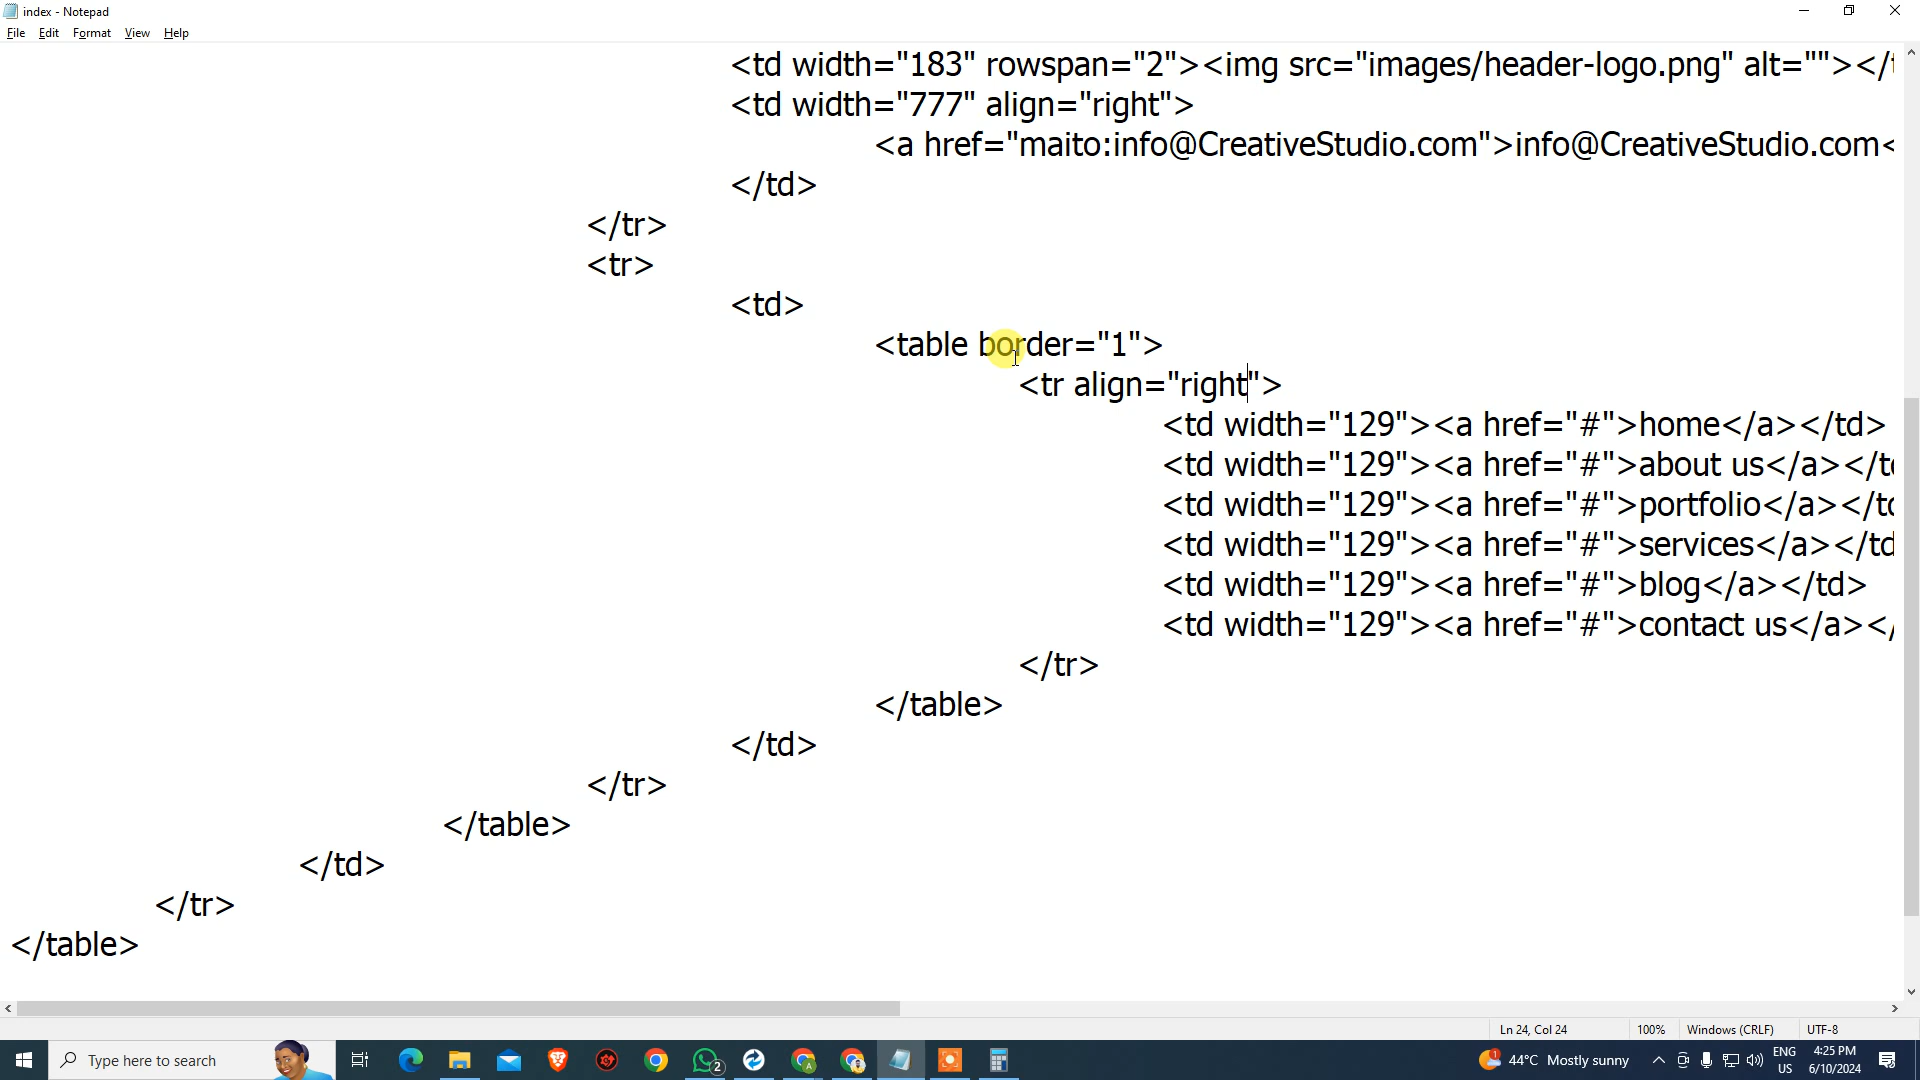 index - Notepad
File Edit Format View Help
<td width="183" rowspan="2"><img src="images/header-logo.png" alt=""></
<td width="777" align="right">
<a href="maito:info@CreativeStudio.com">info@CreativeStudio.com<
</td>
</tr>
<tr>
<td>
<table border="1">
<tr align="right">
<td width="129"><a href="#">home</a></td>
<td width="129"><a href="#">about us</a></t
<td width="129"><a href="#">portfolio</a></t
<td width="129"><a href="#">services</a></td
<td width="129"><a href="#">blog</a></td>
<td width="129"><a href="#">contact us</a></
</tr>
</table>
</td>
</tr>
</table>
</td>
</tr>
</table>
Ln 24, Col 24 100% Windows (CRLF) UTF-8
Type here to search 2 A 1 44°C Mostly sunny ENG US 4:25 PM 6/10/2024